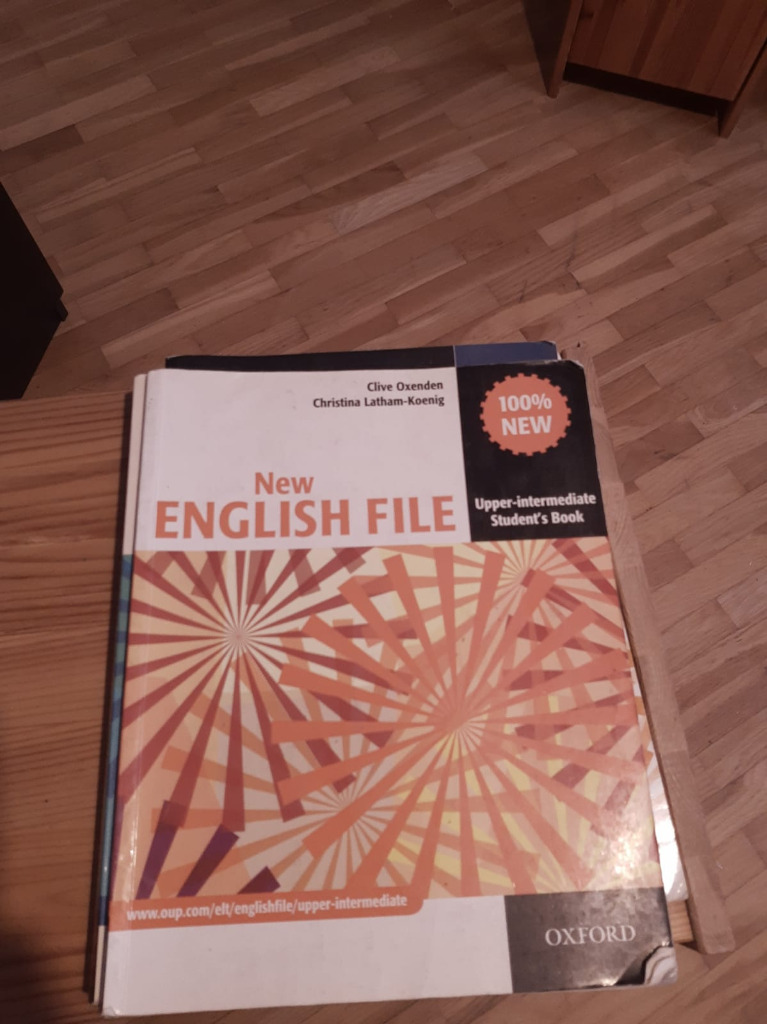 Clive Oxenden
Christina Latham-Koenig
100%
NEW
New
ENGLISH FILE
Upper-intermediate
Student's Book
www.oup.com/elt/englishfile/upper-intermediate
OXFORD